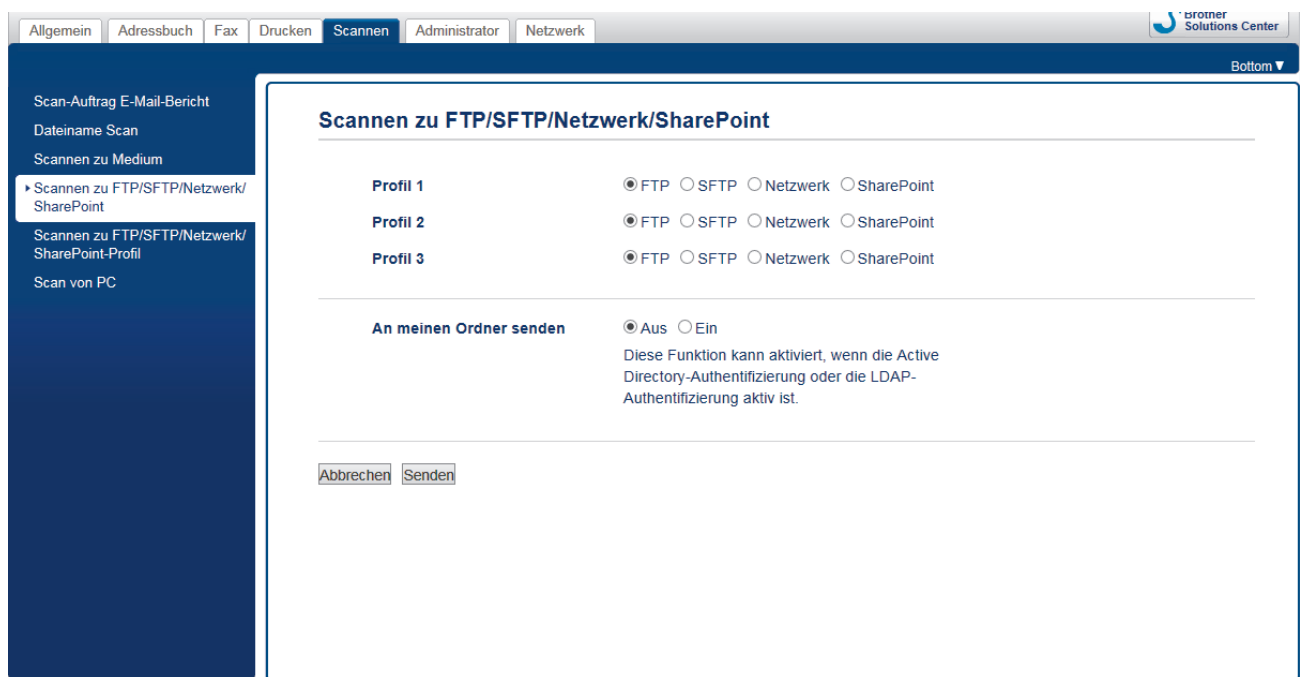 Allgemein Adressbuch Fax Drucken Scannen Administrator Netzwerk
Brother
Solutions Center
Bottom▼
Scan-Auftrag E-Mail-Bericht
Dateiname Scan
Scannen zu Medium
Scannen zu FTP/SFTP/Netzwerk/
SharePoint
Scannen zu FTP/SFTP/Netzwerk/
SharePoint-Profil
Scan von PC
Scannen zu FTP/SFTP/Netzwerk/SharePoint
Profil 1 FTP SFTP Netzwerk SharePoint
Profil 2 FTP SFTP Netzwerk SharePoint
Profil 3 FTP SFTP Netzwerk SharePoint
An meinen Ordner senden Aus Ein
Diese Funktion kann aktiviert, wenn die Active
Directory-Authentifizierung oder die LDAP-
Authentifizierung aktiv ist.
Abbrechen Senden